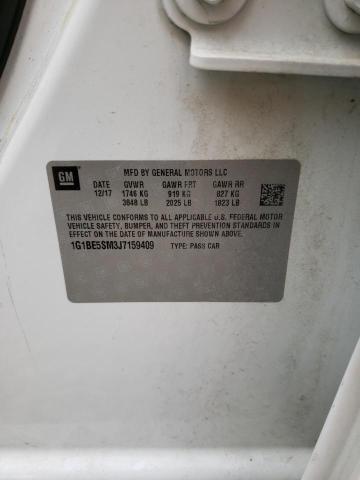 GM
MFD BY GENERAL MOTORS LLC
DATE GVWR GAWR FRT GAWR RR
12/17 1746 KG 919 KG 827 KG
3848 LB 2025 LB 1823 LB
THIS VEHICLE CONFORMS TO ALL APPLICABLE U.S. FEDERAL MOTOR
VEHICLE SAFETY, BUMPER, AND THEFT PREVENTION STANDARDS IN
EFFECT ON THE DATE OF MANUFACTURE SHOWN ABOVE.
1G1BE5SM3J7159409 TYPE: PASS CAR